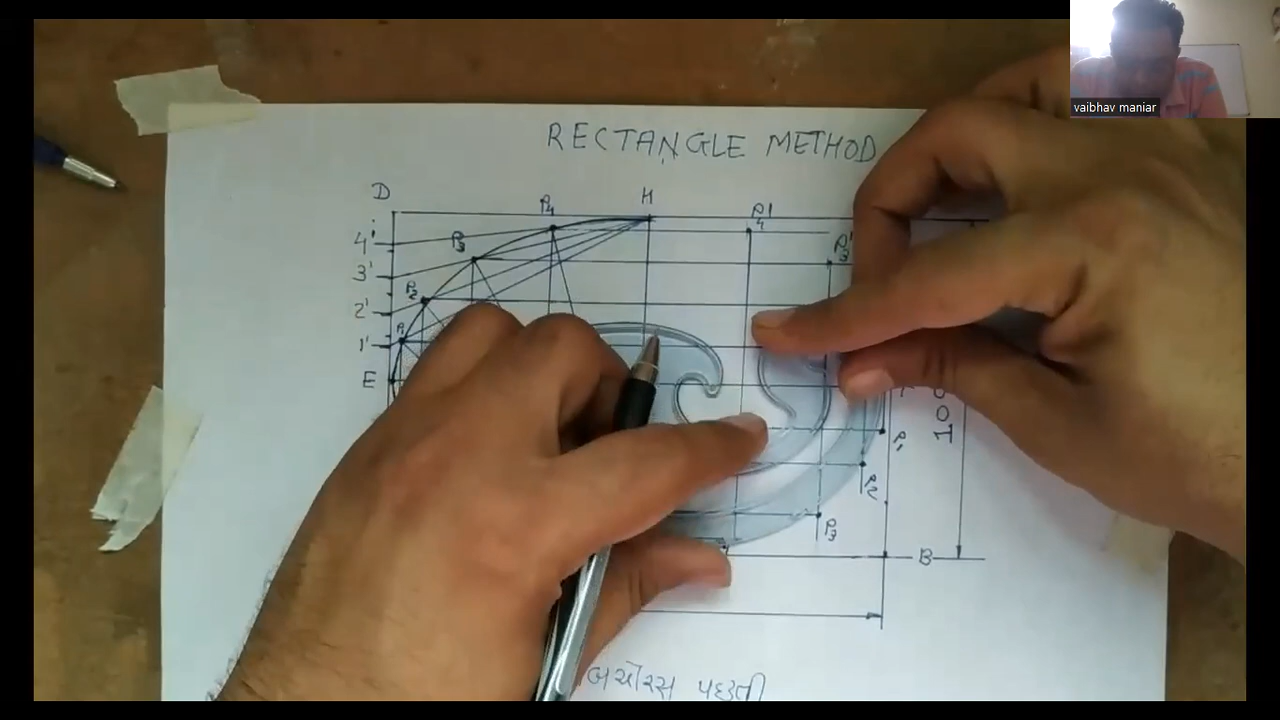 vaibhav maniar
RECTANGLE METHOD
D
H
P4
P4'
4'
P3
P3'
3'
P2
2'
P1
1'
E
100
P1
P2
P3
B
બચોરસ પદ્ધતી